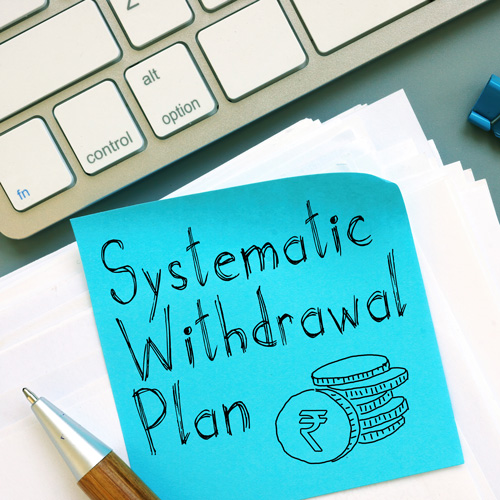 Z
alt
option
control
fn
Systematic
Withdrawal
Plan
₹